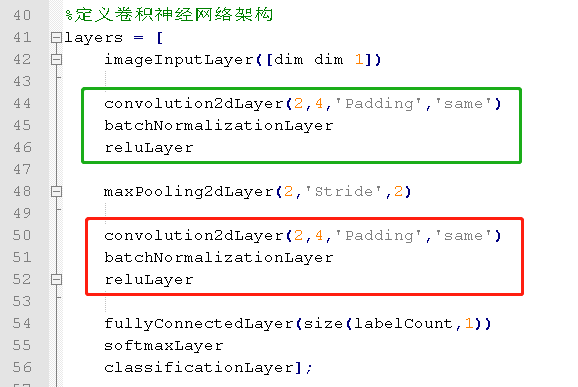 40 %定义卷积神经网络架构
41 layers = [
42 imageInputLayer([dim dim 1])
43
44 convolution2dLayer(2,4,'Padding','same')
45 batchNormalizationLayer
46 reluLayer
47
48 maxPooling2dLayer(2,'Stride',2)
49
50 convolution2dLayer(2,4,'Padding','same')
51 batchNormalizationLayer
52 reluLayer
53
54 fullyConnectedLayer(size(labelCount,1))
55 softmaxLayer
56 classificationLayer];